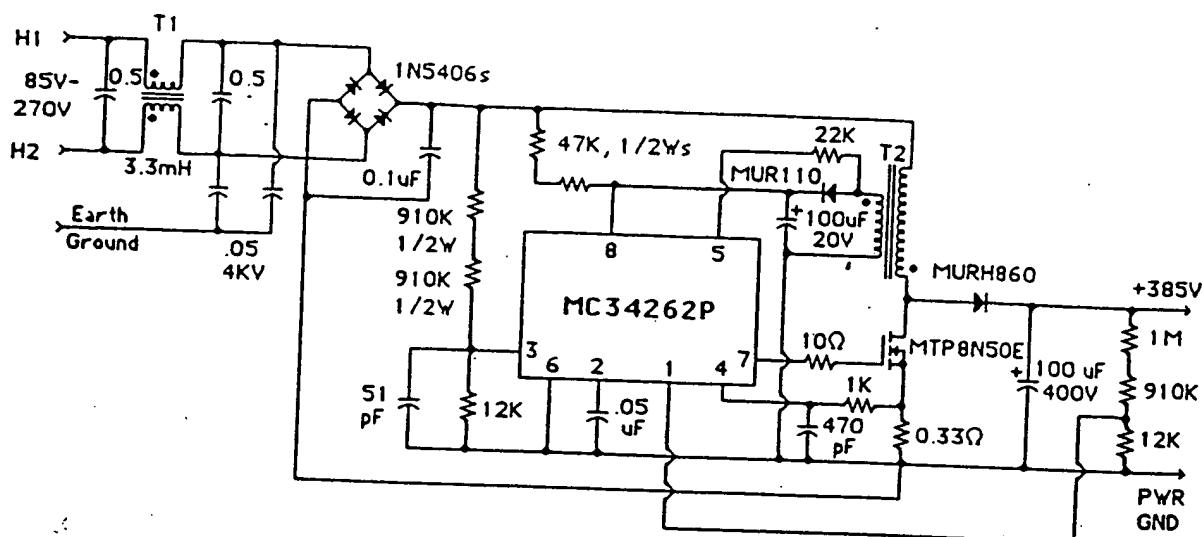 T1
H1
85V-
270V
H2
0.5
0.5
3.3mH
Earth
Ground
.05
4KV
1N5406s
0.1uF
47K, 1/2Ws
910K
1/2W
910K
1/2W
22K
MUR110
+
100uF
20V
T2
8
5
MC34262P
3
6
2
1
4
7
51
pF
12K
.05
uF
10Ω
MTP8N50E
1K
470
pF
0.33Ω
MURH860
+385V
+
100 uF
400V
1M
910K
12K
PWR
GND